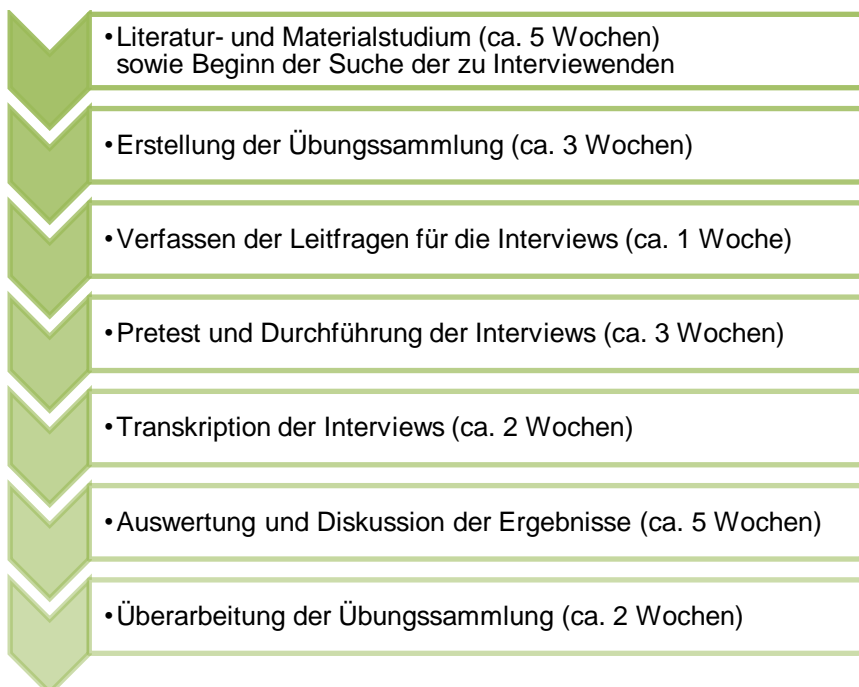 •Literatur- und Materialstudium (ca. 5 Wochen)
sowie Beginn der Suche der zu Interviewenden
•Erstellung der Übungssammlung (ca. 3 Wochen)
•Verfassen der Leitfragen für die Interviews (ca. 1 Woche)
•Pretest und Durchführung der Interviews (ca. 3 Wochen)
•Transkription der Interviews (ca. 2 Wochen)
•Auswertung und Diskussion der Ergebnisse (ca. 5 Wochen)
•Überarbeitung der Übungssammlung (ca. 2 Wochen)